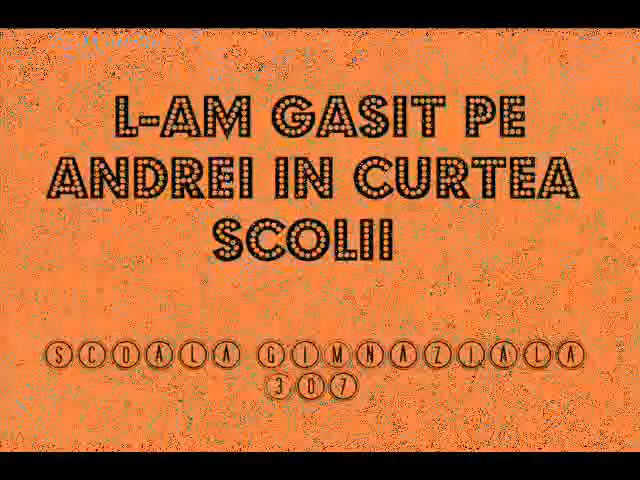 L-AM GASIT PE
ANDREI IN CURTEA
SCOLII
SCOALA GIMNAZIALA
307